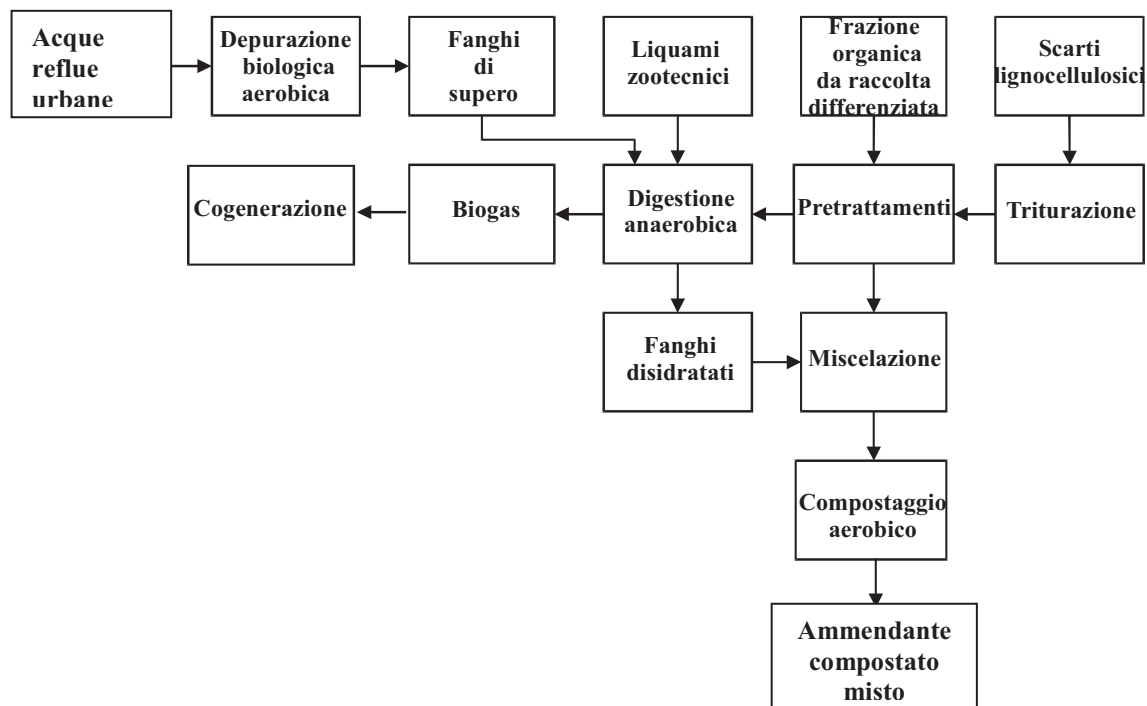 Acque
reflue
urbane
Depurazione
biologica
aerobica
Fanghi
di
supero
Liquami
zootecnici
Frazione
organica
da raccolta
differenziata
Scarti
lignocellulosici
Cogenerazione
Biogas
Digestione
anaerobica
Pretrattamenti
Triturazione
Fanghi
disidratati
Miscelazione
Compostaggio
aerobico
Ammendante
compostato
misto